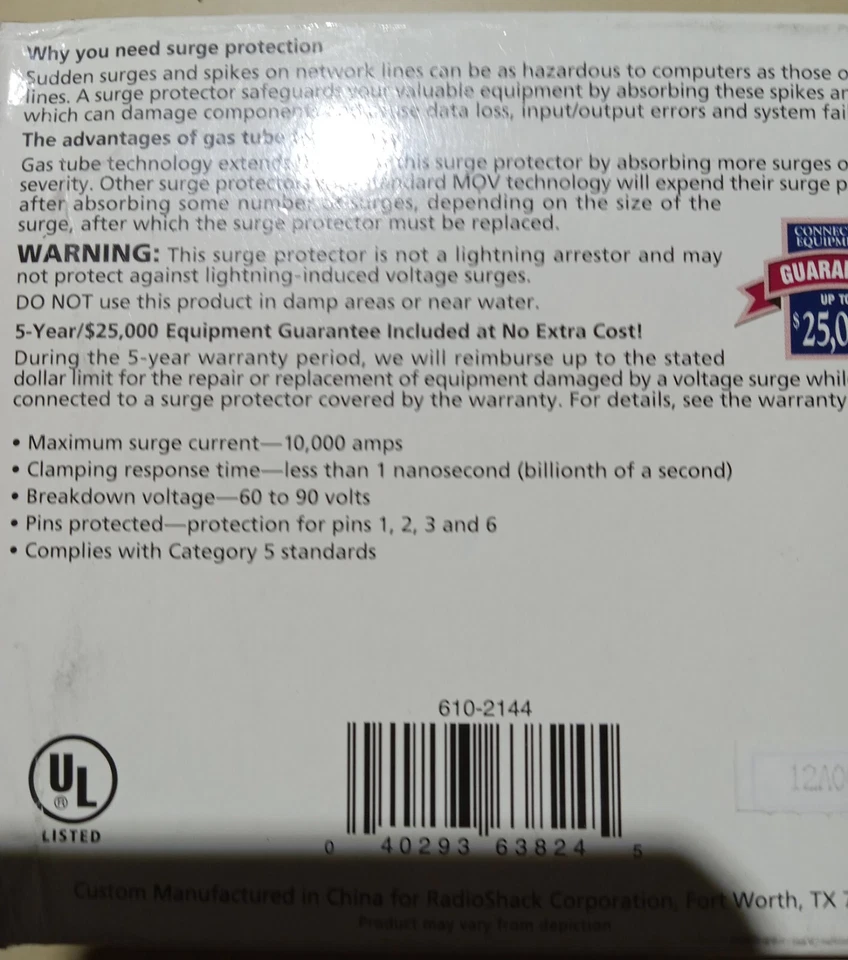 Why you need surge protection
Sudden surges and spikes on network lines can be as hazardous to computers as those o
lines. A surge protector safeguards your valuable equipment by absorbing these spikes an
which can damage component data loss, input/output errors and system fai
The advantages of gas tube
Gas tube technology extends this surge protector by absorbing more surges o
severity. Other surge protectors standard MOV technology will expend their surge p
after absorbing some number of surges, depending on the size of the
surge, after which the surge protector must be replaced.
WARNING: This surge protector is not a lightning arrestor and may
not protect against lightning-induced voltage surges.
DO NOT use this product in damp areas or near water.
5-Year/$25,000 Equipment Guarantee Included at No Extra Cost!
During the 5-year warranty period, we will reimburse up to the stated
dollar limit for the repair or replacement of equipment damaged by a voltage surge whil
connected to a surge protector covered by the warranty. For details, see the warranty
CONNEC
EQUIPM
GUARA
UP TO
$25,0
• Maximum surge current—10,000 amps
• Clamping response time—less than 1 nanosecond (billionth of a second)
• Breakdown voltage—60 to 90 volts
• Pins protected—protection for pins 1, 2, 3 and 6
• Complies with Category 5 standards
610-2144
0 40293 63824 5
UL
®
LISTED
12A0
Custom Manufactured in China for RadioShack Corporation, Fort Worth, TX 7
Product may vary from depiction